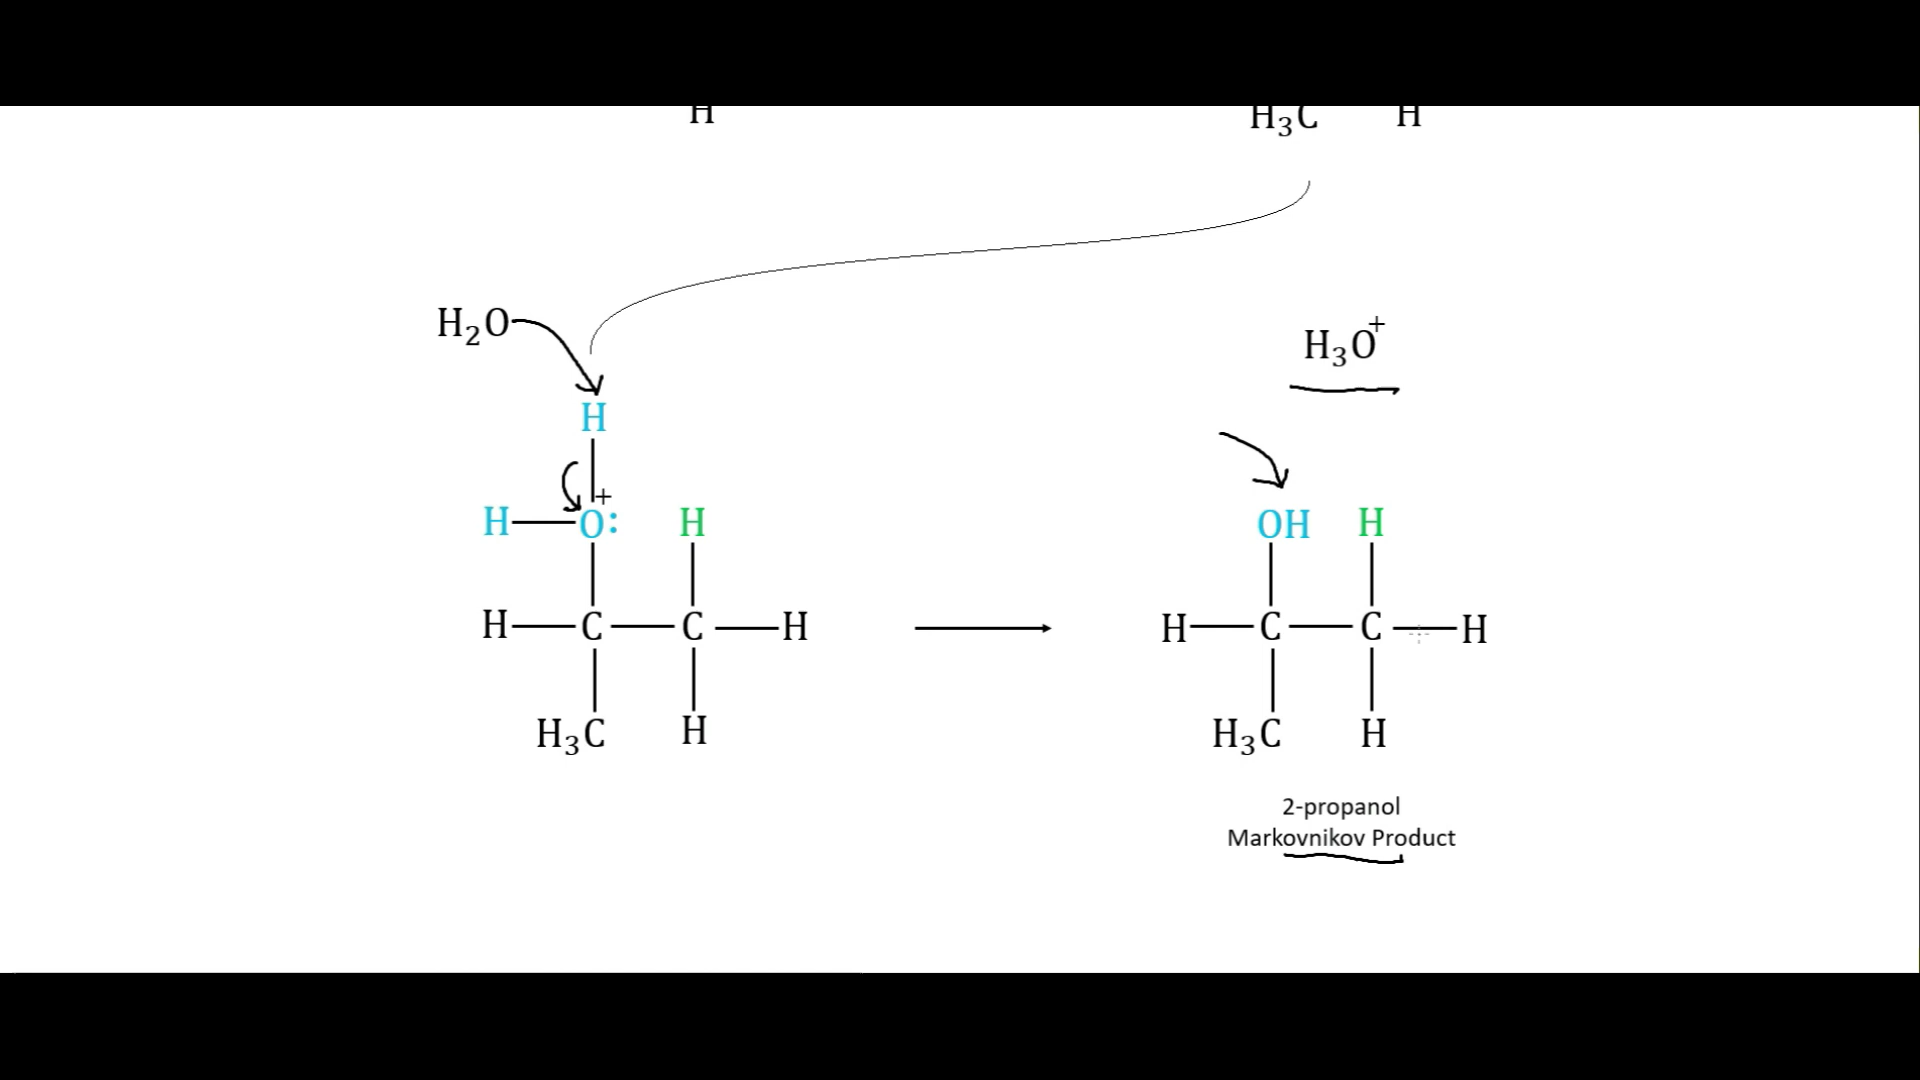 H H₃C H
H₂O H₃O⁺
H
+
H O: H OH H
H C C H H C C H
H₃C H H₃C H
2-propanol
Markovnikov Product